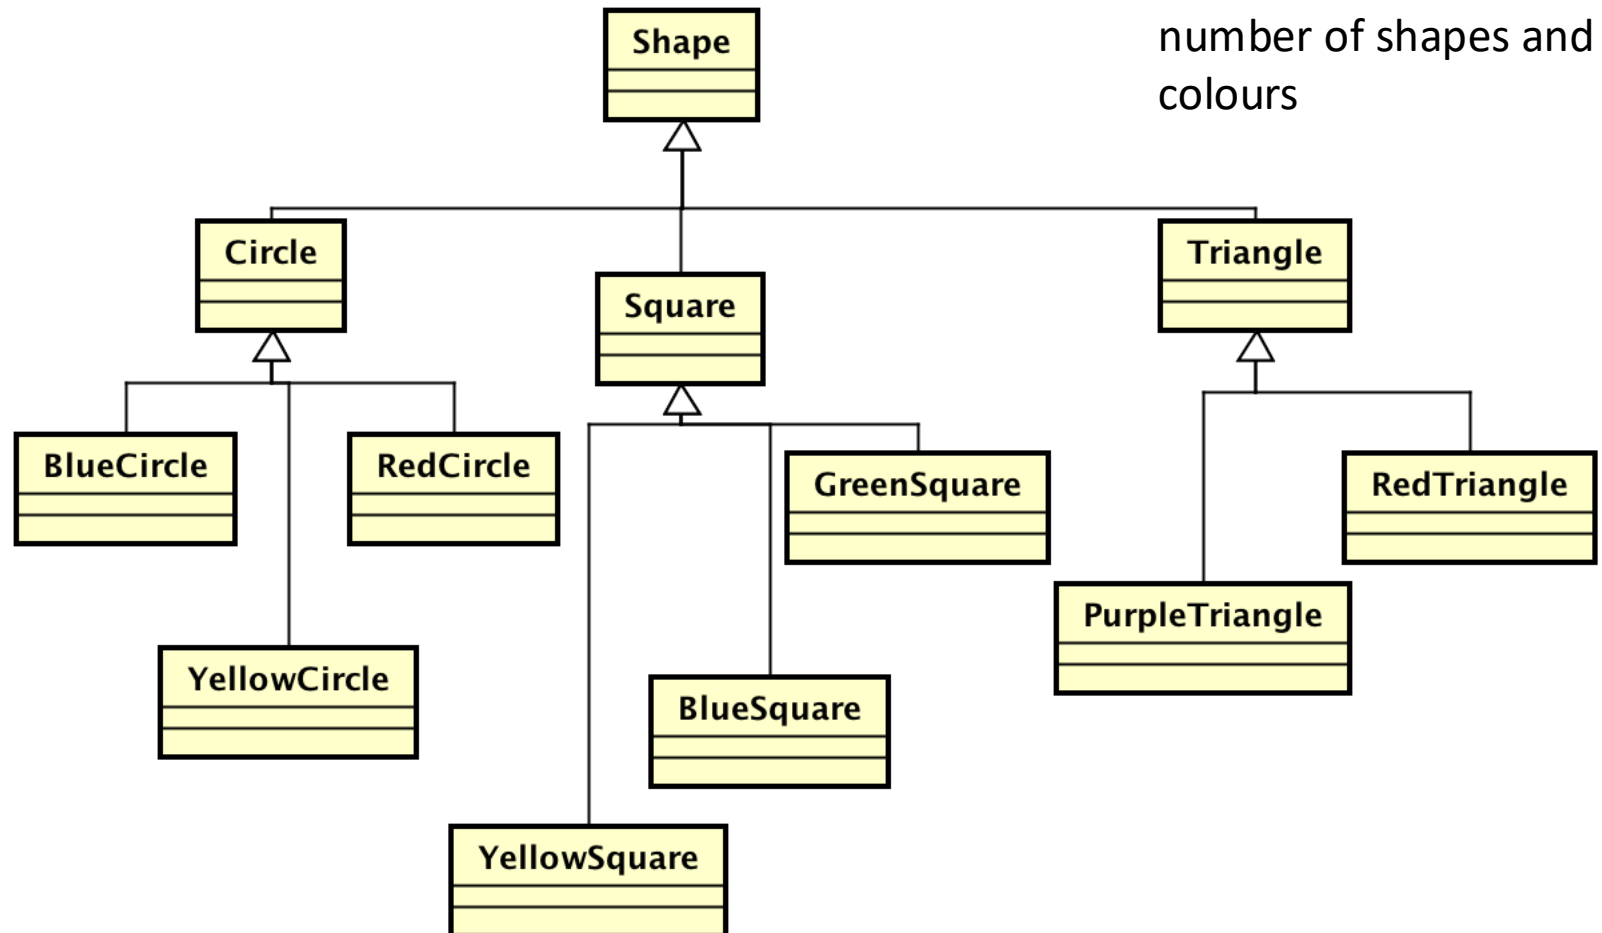 Shape
number of shapes and
colours
Circle
Square
Triangle
BlueCircle
RedCircle
GreenSquare
RedTriangle
PurpleTriangle
YellowCircle
BlueSquare
YellowSquare